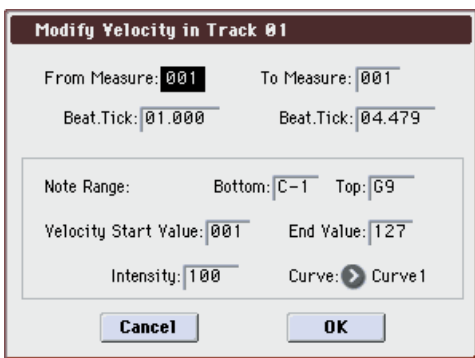 Modify Velocity in Track 01
From Measure: 001 To Measure: 001
Beat.Tick: 01.000 Beat.Tick: 04.479
Note Range: Bottom: C-1 Top: G9
Velocity Start Value: 001 End Value: 127
Intensity: 100 Curve: Curve1
Cancel OK